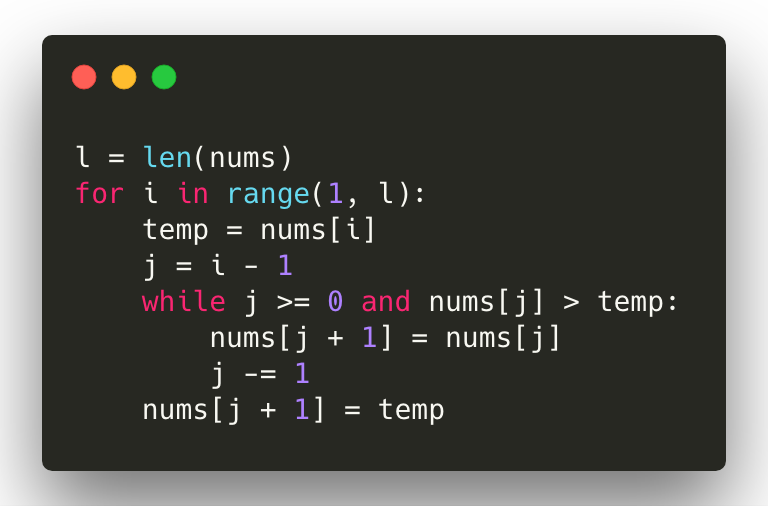 l = len(nums)
for i in range(1, l):
    temp = nums[i]
    j = i - 1
    while j >= 0 and nums[j] > temp:
        nums[j + 1] = nums[j]
        j -= 1
    nums[j + 1] = temp